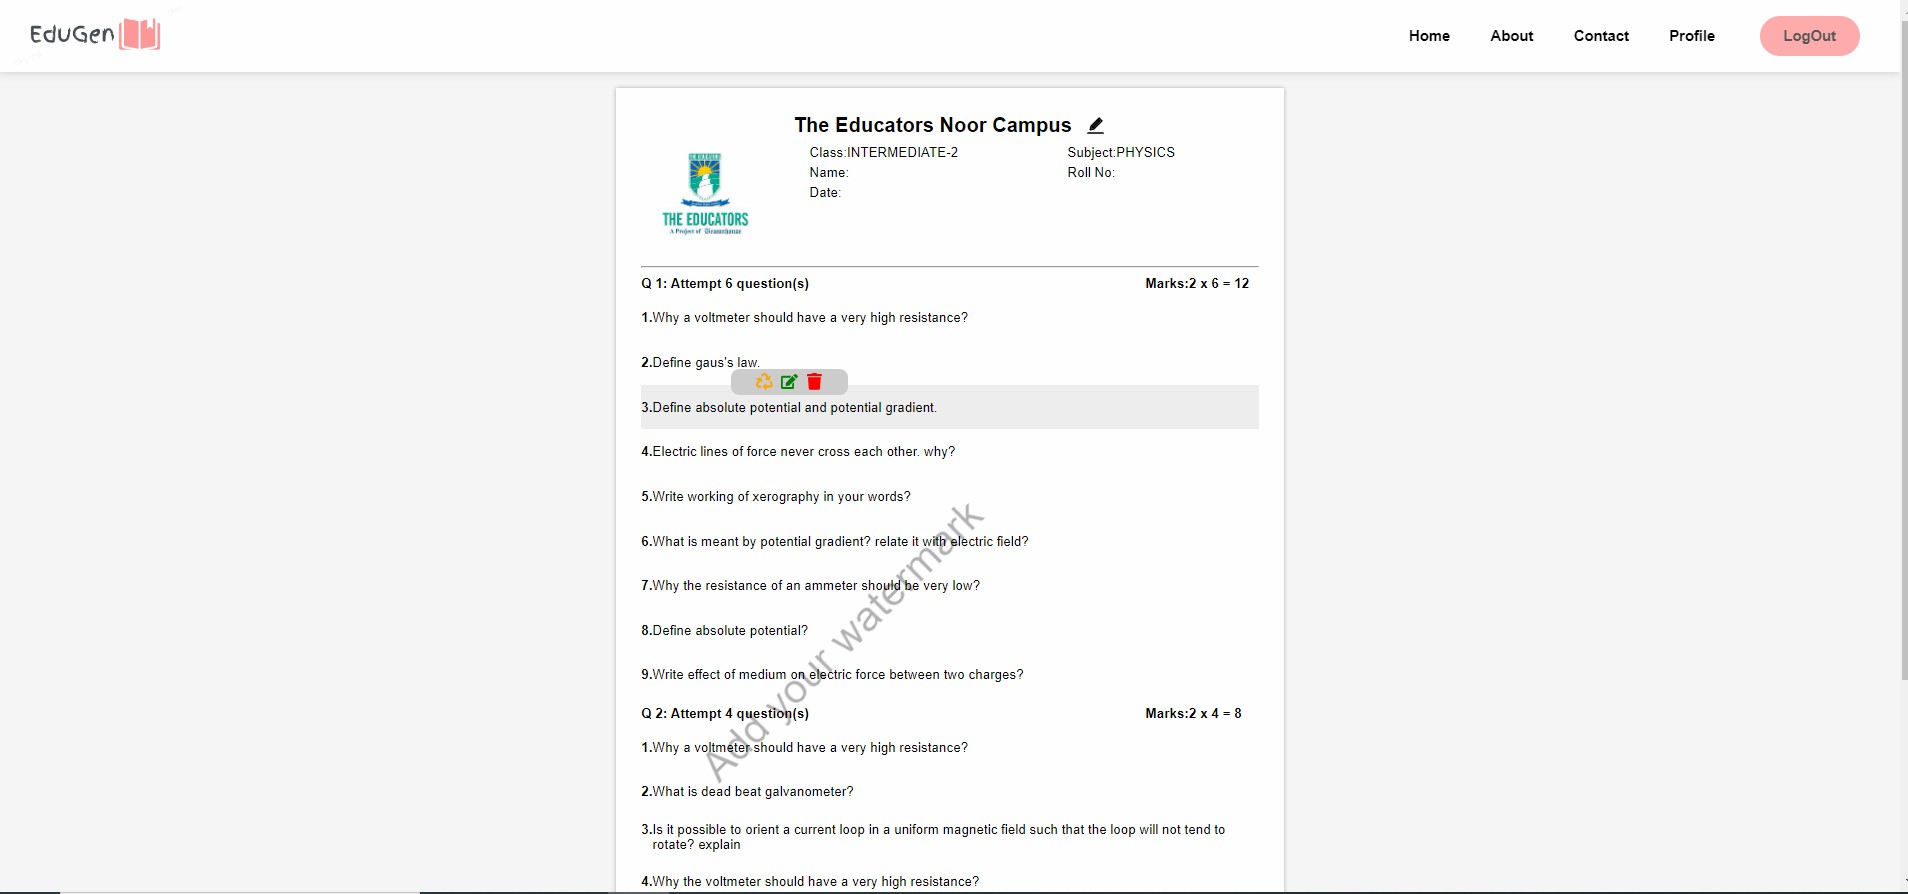 EduGen
Home
About
Contact
Profile
LogOut
The Educators Noor Campus
Class:INTERMEDIATE-2
Subject:PHYSICS
Name:
Roll No:
Date:
THE EDUCATORS
A Project of
Q 1: Attempt 6 question(s)
Marks:2 x 6 = 12
1.Why a voltmeter should have a very high resistance?
2.Define gaus's law.
3.Define absolute potential and potential gradient.
4.Electric lines of force never cross each other. why?
5.Write working of xerography in your words?
6.What is meant by potential gradient? relate it with electric field?
7.Why the resistance of an ammeter should be very low?
8.Define absolute potential?
9.Write effect of medium on electric force between two charges?
Add your watermark
Q 2: Attempt 4 question(s)
Marks:2 x 4 = 8
1.Why a voltmeter should have a very high resistance?
2.What is dead beat galvanometer?
3.Is it possible to orient a current loop in a uniform magnetic field such that the loop will not tend to
rotate? explain
4.Why the voltmeter should have a very high resistance?